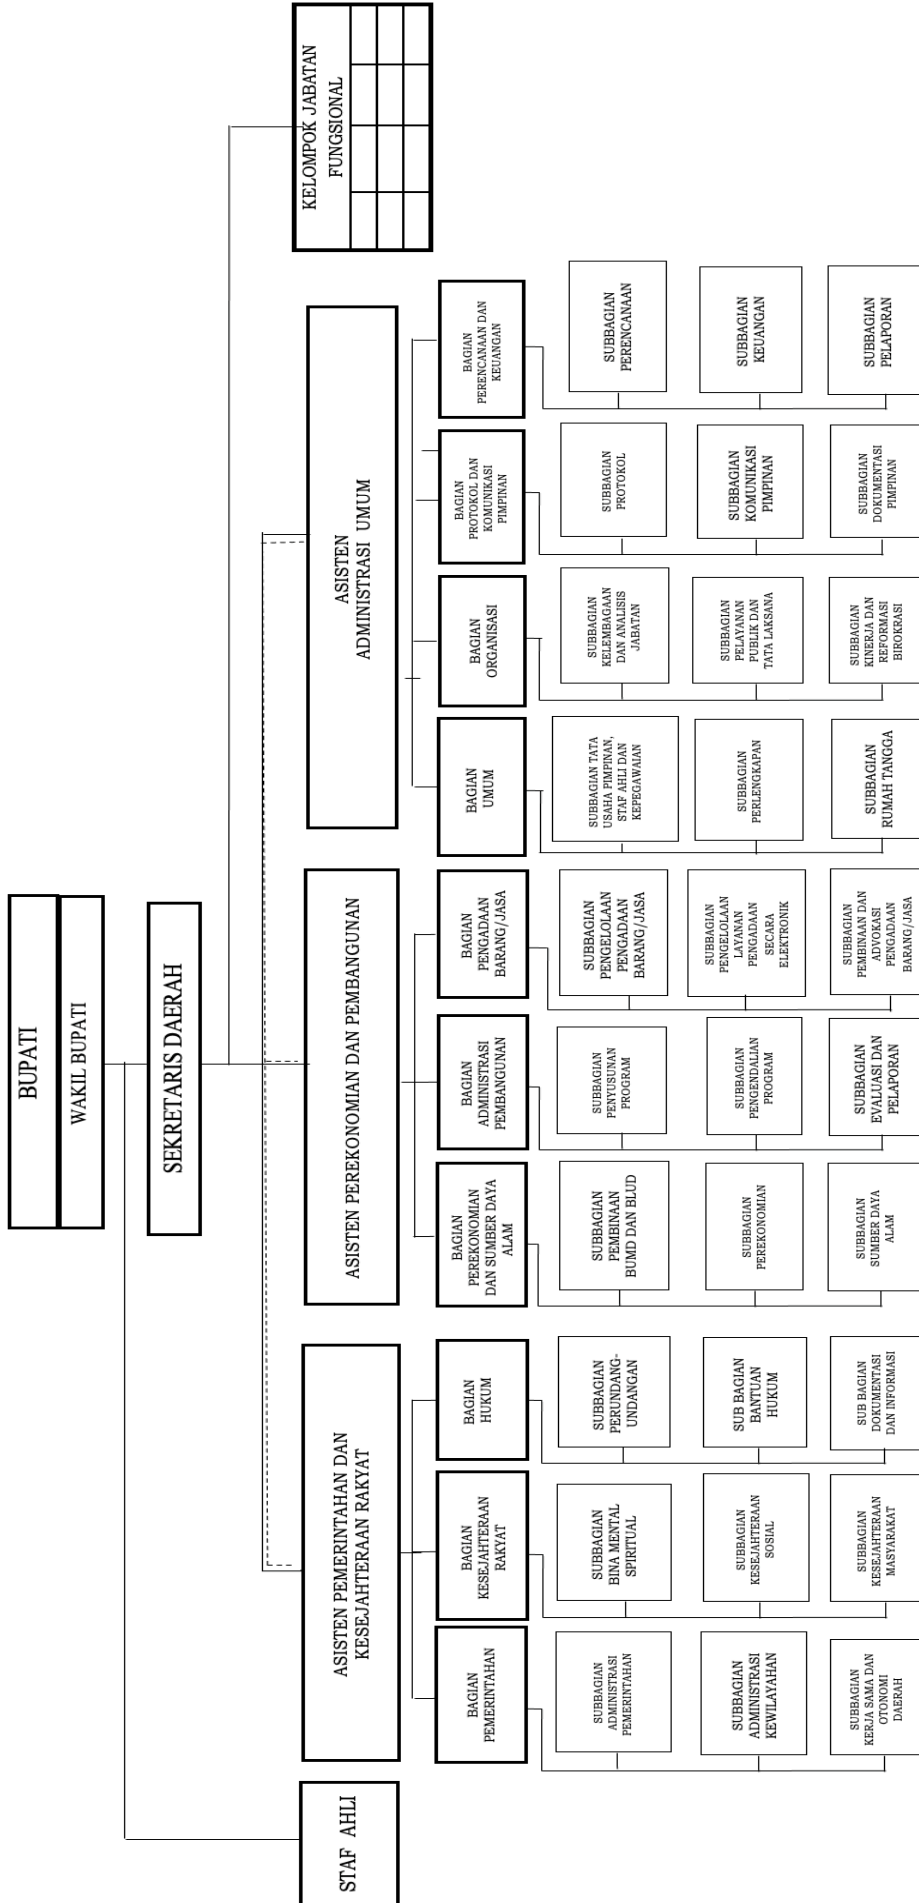 BUPATI
WAKIL BUPATI
SEKRETARIS DAERAH
STAF AHLI
ASISTEN PEMERINTAHAN DAN
KESEJAHTERAAN RAKYAT
ASISTEN PEREKONOMIAN DAN PEMBANGUNAN
ASISTEN
ADMINISTRASI UMUM
KELOMPOK JABATAN
FUNGSIONAL
BAGIAN
PEMERINTAHAN
BAGIAN
KESEJAHTERAAN
RAKYAT
BAGIAN
HUKUM
BAGIAN
PEREKONOMIAN
DAN SUMBER DAYA
ALAM
BAGIAN
ADMINISTRASI
PEMBANGUNAN
BAGIAN
PENGADAAN
BARANG/JASA
BAGIAN
UMUM
BAGIAN
ORGANISASI
BAGIAN
PROTOKOL DAN
KOMUNIKASI
PIMPINAN
BAGIAN
PERENCANAAN DAN
KEUANGAN
SUBBAGIAN
ADMINISTRASI
PEMERINTAHAN
SUBBAGIAN
BINA MENTAL
SPIRITUAL
SUBBAGIAN
PERUNDANG-
UNDANGAN
SUBBAGIAN
PEMBINAAN
BUMD DAN BLUD
SUBBAGIAN
PENYUSUNAN
PROGRAM
SUBBAGIAN
PENGELOLAAN
PENGADAAN
BARANG/JASA
SUBBAGIAN TATA
USAHA PIMPINAN,
STAF AHLI DAN
KEPEGAWAIAN
SUBBAGIAN
KELEMBAGAAN
DAN ANALISIS
JABATAN
SUBBAGIAN
PROTOKOL
SUBBAGIAN
PERENCANAAN
SUBBAGIAN
ADMINISTRASI
KEWILAYAHAN
SUBBAGIAN
KESEJAHTERAAN
SOSIAL
SUB BAGIAN
BANTUAN
HUKUM
SUBBAGIAN
PEREKONOMIAN
SUBBAGIAN
PENGENDALIAN
PROGRAM
SUBBAGIAN
PENGELOLAAN
LAYANAN
PENGADAAN
SECARA
ELEKTRONIK
SUBBAGIAN
PERLENGKAPAN
SUBBAGIAN
PELAYANAN
PUBLIK DAN
TATA LAKSANA
SUBBAGIAN
KOMUNIKASI
PIMPINAN
SUBBAGIAN
KEUANGAN
SUBBAGIAN
KERJA SAMA DAN
OTONOMI
DAERAH
SUBBAGIAN
KESEJAHTERAAN
MASYARAKAT
SUB BAGIAN
DOKUMENTASI
DAN INFORMASI
SUBBAGIAN
SUMBER DAYA
ALAM
SUBBAGIAN
EVALUASI DAN
PELAPORAN
SUBBAGIAN
PEMBINAAN DAN
ADVOKASI
PENGADAAN
BARANG/JASA
SUBBAGIAN
RUMAH TANGGA
SUBBAGIAN
KINERJA DAN
REFORMASI
BIROKRASI
SUBBAGIAN
DOKUMENTASI
PIMPINAN
SUBBAGIAN
PELAPORAN